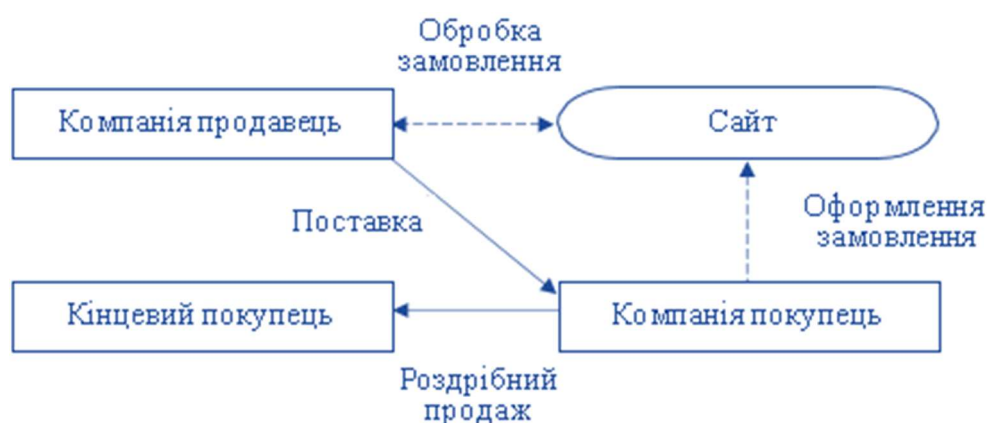 Обробка
замовлення
Компанія продавець
Сайт
Поставка
Оформлення
замовлення
Кінцевий покупець
Компанія покупець
Роздрібний
продаж